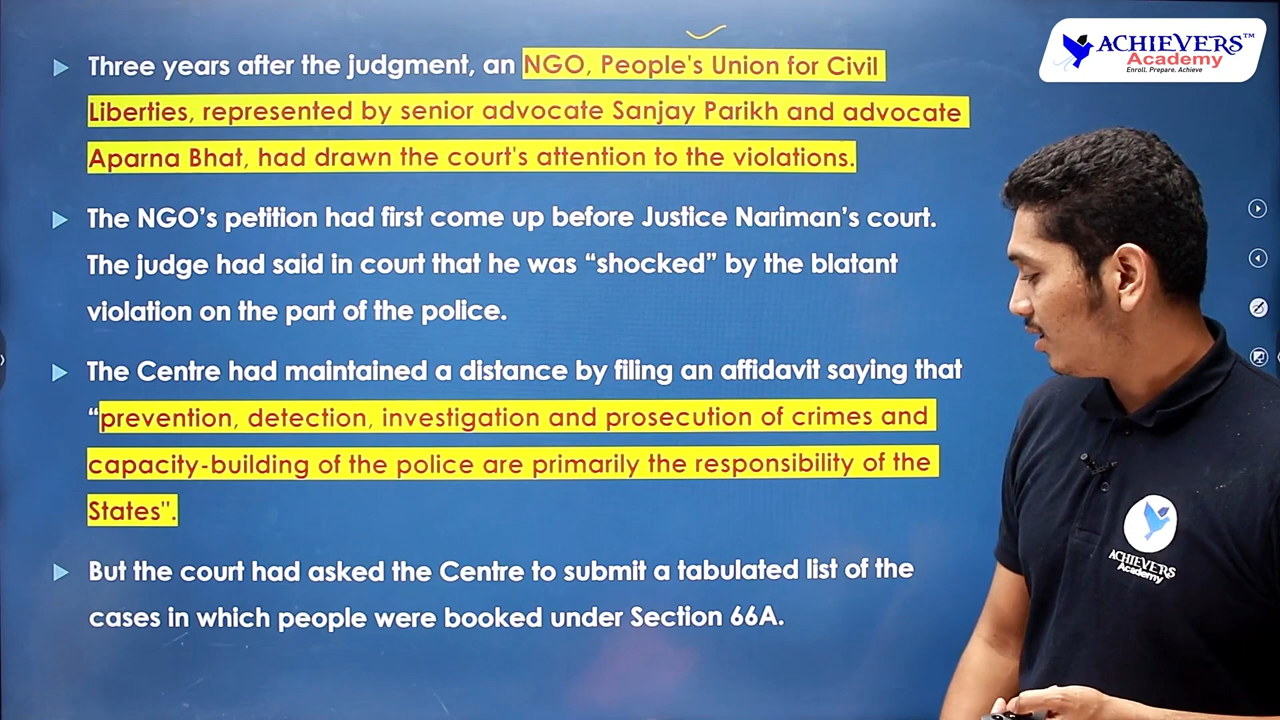 Three years after the judgment, an NGO, People's Union for Civil
Liberties, represented by senior advocate Sanjay Parikh and advocate
Aparna Bhat, had drawn the court's attention to the violations.
The NGO’s petition had first come up before Justice Nariman’s court.
The judge had said in court that he was “shocked” by the blatant
violation on the part of the police.
The Centre had maintained a distance by filing an affidavit saying that
“prevention, detection, investigation and prosecution of crimes and
capacity-building of the police are primarily the responsibility of the
States".
But the court had asked the Centre to submit a tabulated list of the
cases in which people were booked under Section 66A.
ACHIEVERS™
Academy
Enroll. Prepare. Achieve
ACHIEVERS
Academy